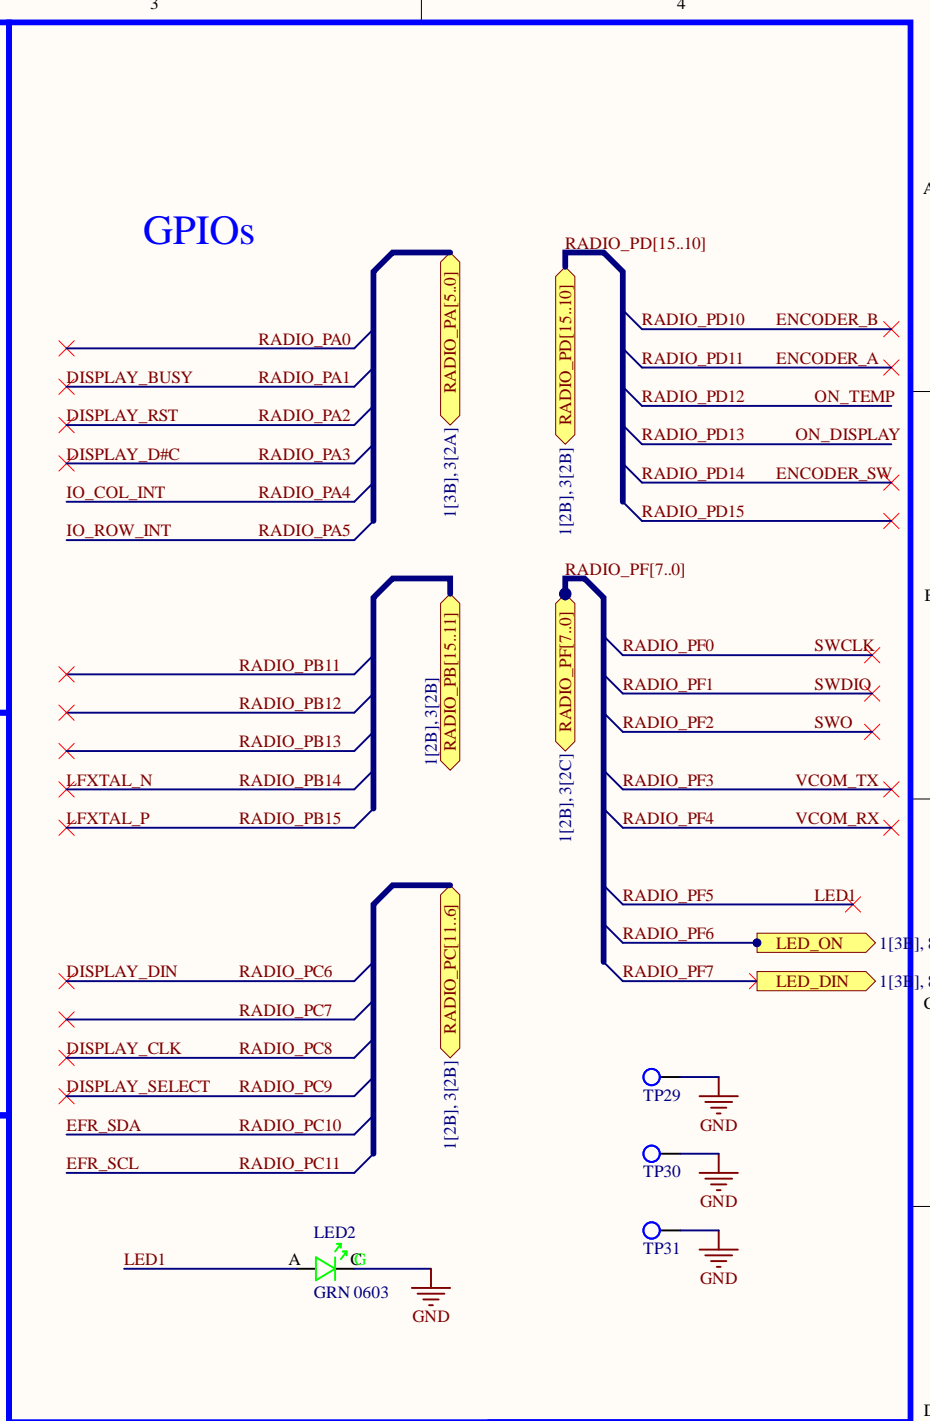 3 4
A
GPIOs
RADIO_PA0
DISPLAY_BUSY RADIO_PA1
DISPLAY_RST RADIO_PA2
DISPLAY_D#C RADIO_PA3
IO_COL_INT RADIO_PA4
IO_ROW_INT RADIO_PA5
RADIO_PA[5..0]
1[3B], 3[2A]
RADIO_PD[15..10]
RADIO_PD[15..10]
1[2B], 3[2B]
RADIO_PD10 ENCODER_B
RADIO_PD11 ENCODER_A
RADIO_PD12 ON_TEMP
RADIO_PD13 ON_DISPLAY
RADIO_PD14 ENCODER_SW
RADIO_PD15
RADIO_PB11
RADIO_PB12
RADIO_PB13
LFXTAL_N RADIO_PB14
LFXTAL_P RADIO_PB15
RADIO_PB[15..11]
1[2B], 3[2B]
RADIO_PF[7..0]
RADIO_PF[7..0]
1[2B], 3[2C]
RADIO_PF0 SWCLK
RADIO_PF1 SWDIO
RADIO_PF2 SWO
RADIO_PF3 VCOM_TX
RADIO_PF4 VCOM_RX
RADIO_PF5 LED1
RADIO_PF6 LED_ON
RADIO_PF7 LED_DIN
DISPLAY_DIN RADIO_PC6
RADIO_PC7
DISPLAY_CLK RADIO_PC8
DISPLAY_SELECT RADIO_PC9
EFR_SDA RADIO_PC10
EFR_SCL RADIO_PC11
RADIO_PC[11..6]
1[2B], 3[2B]
TP29
GND
TP30
GND
TP31
GND
LED2
LED1 A C G
GRN 0603
GND